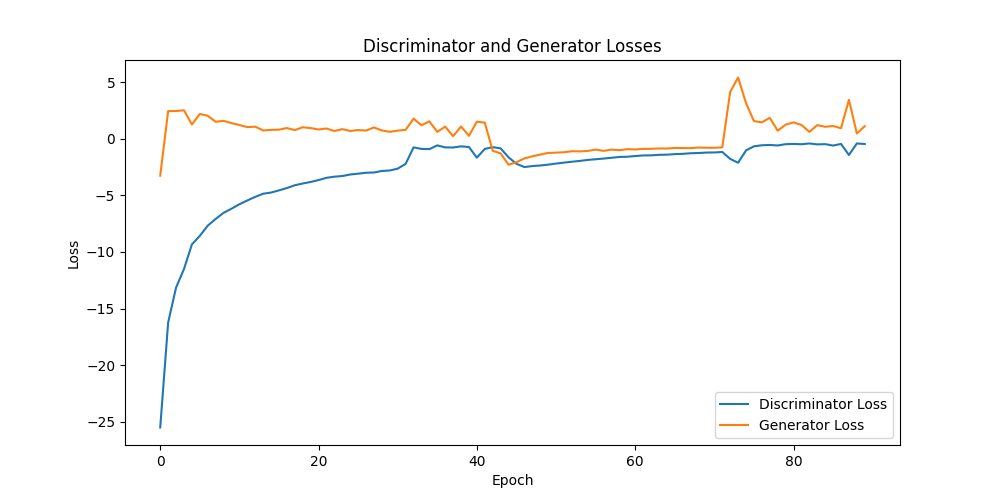 Discriminator and Generator Losses
5
0
−5
−10
−15
−20
−25
Loss
0 20 40 60 80
Epoch
Discriminator Loss
Generator Loss